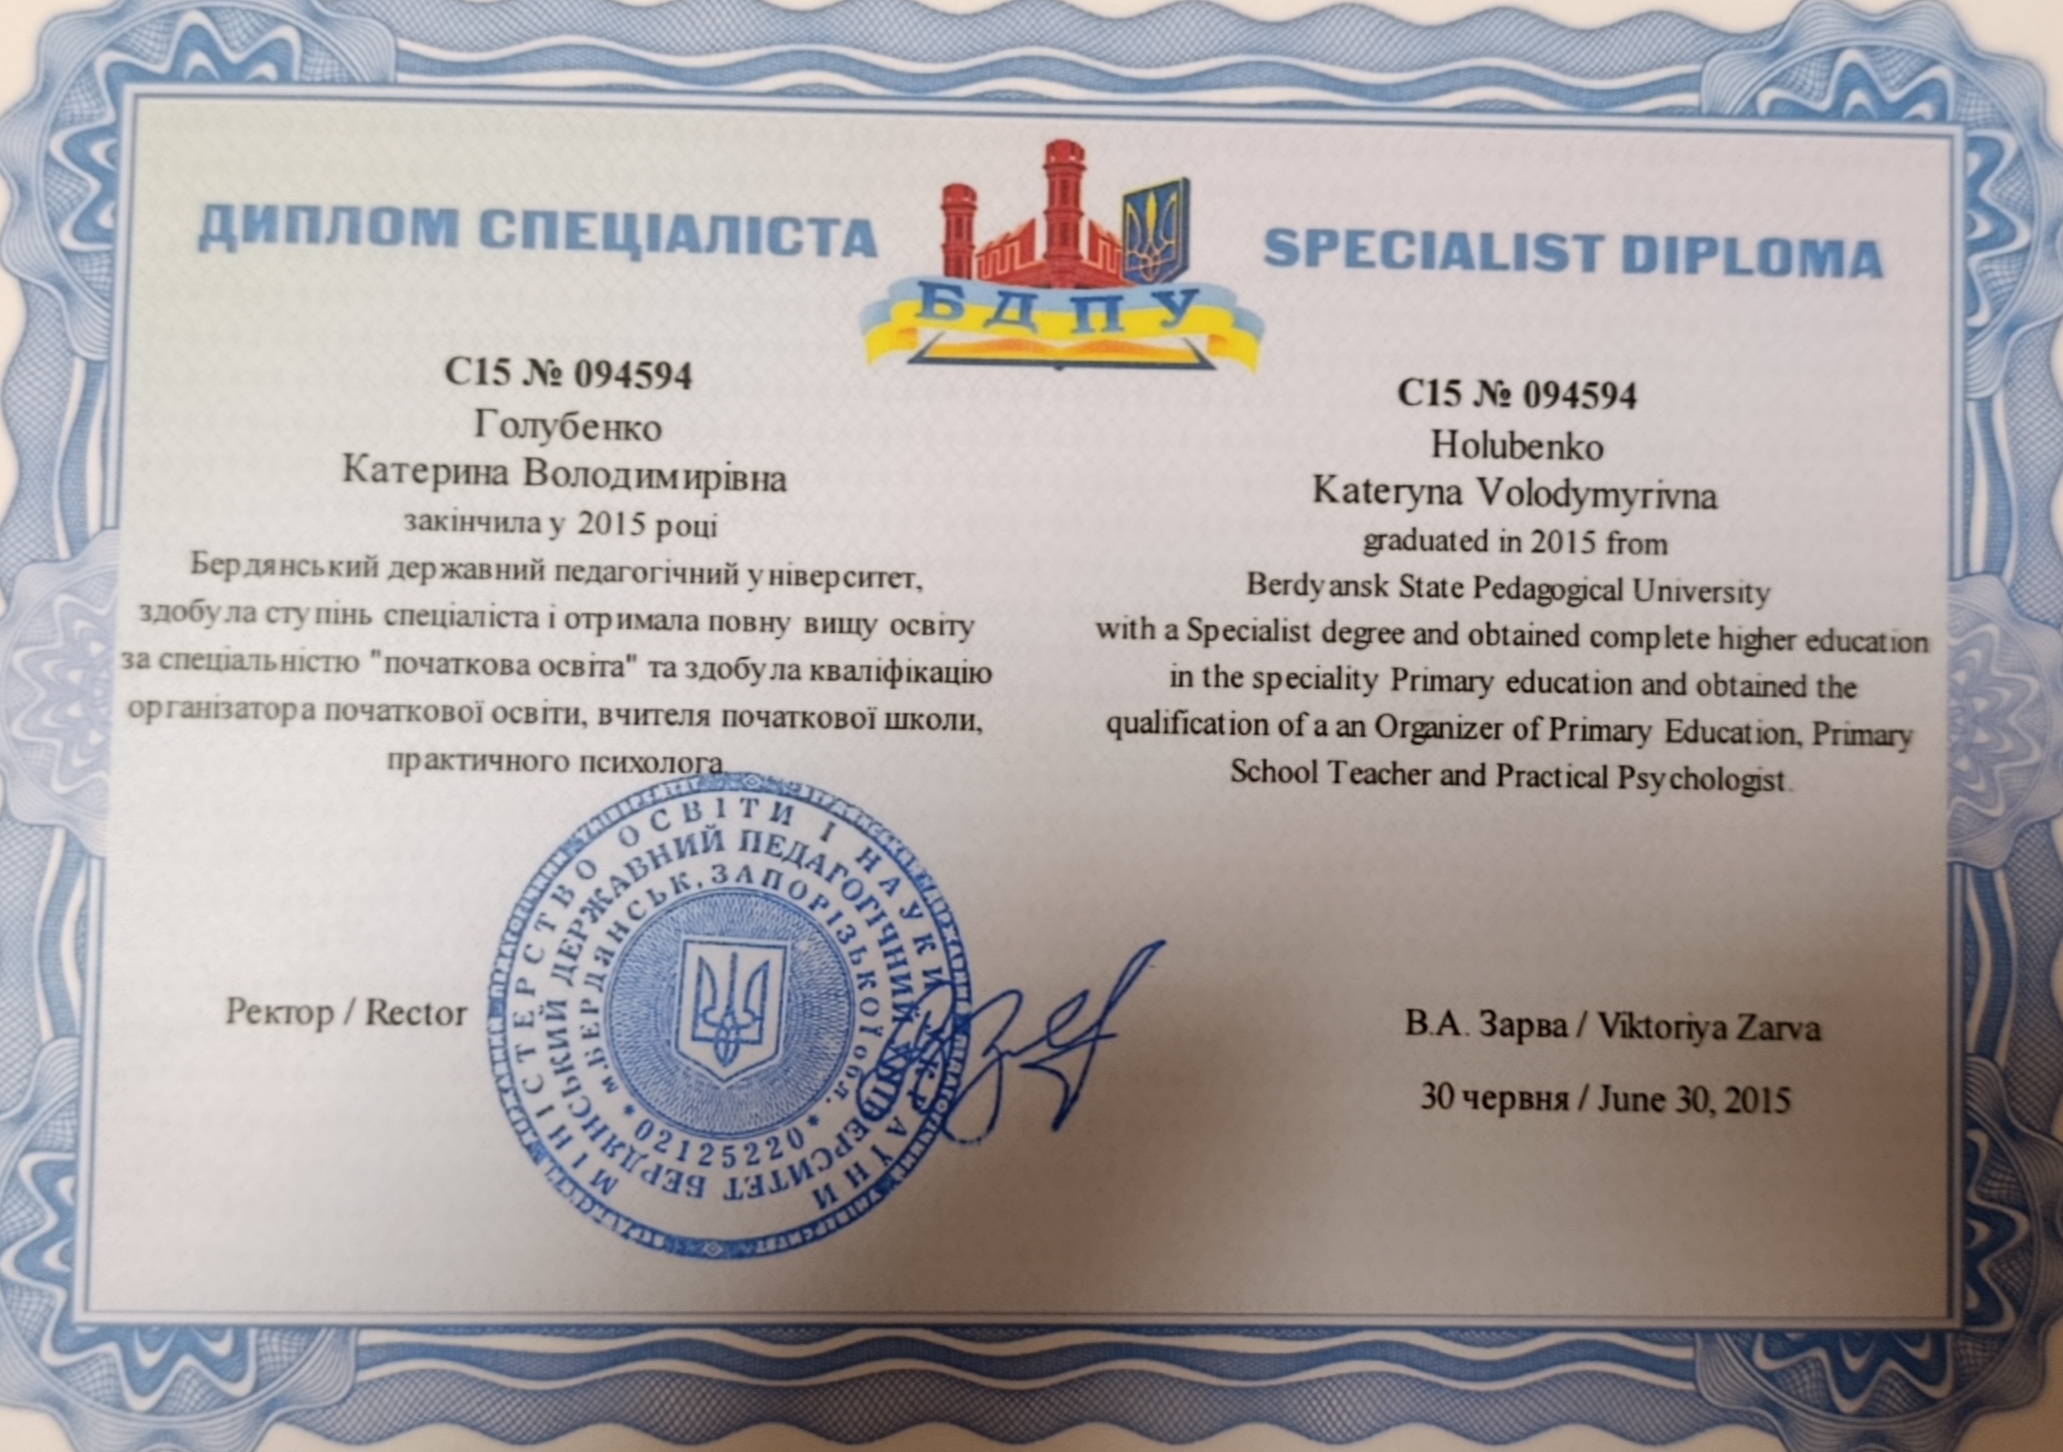 ДИПЛОМ СПЕЦІАЛІСТА
БДПУ
SPECIALIST DIPLOMA
С15 № 094594
Голубенко
Катерина Володимирівна
закінчила у 2015 році
Бердянський державний педагогічний університет,
здобула ступінь спеціаліста і отримала повну вищу освіту
за спеціальністю "початкова освіта" та здобула кваліфікацію
організатора початкової освіти, вчителя початкової школи,
практичного психолога
С15 № 094594
Holubenko
Kateryna Volodymyrivna
graduated in 2015 from
Berdyansk State Pedagogical University
with a Specialist degree and obtained complete higher education
in the speciality Primary education and obtained the
qualification of a an Organizer of Primary Education, Primary
School Teacher and Practical Psychologist.
Ректор / Rector
МІНІСТЕРСТВО ОСВІТИ І НАУКИ УКРАЇНИ
БЕРДЯНСЬКИЙ ДЕРЖАВНИЙ ПЕДАГОГІЧНИЙ УНІВЕРСИТЕТ
м.БЕРДЯНСЬК, ЗАПОРІЗЬКОЇ обл.
* 02125220 *
В.А. Зарва / Viktoriya Zarva
30 червня / June 30, 2015